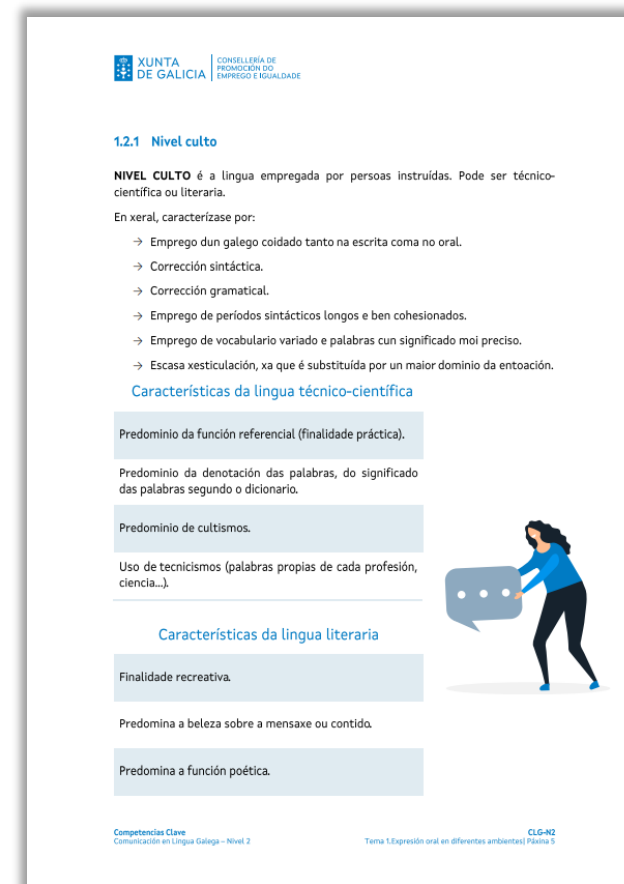 XUNTA
DE GALICIA
CONSELLERÍA DE
PROMOCIÓN DO
EMPREGO E IGUALDADE
1.2.1 Nivel culto
NIVEL CULTO é a lingua empregada por persoas instruídas. Pode ser técnico-
científica ou literaria.
En xeral, caracterízase por:
→ Emprego dun galego coidado tanto na escrita coma no oral.
→ Corrección sintáctica.
→ Corrección gramatical.
→ Emprego de períodos sintácticos longos e ben cohesionados.
→ Emprego de vocabulario variado e palabras cun significado moi preciso.
→ Escasa xesticulación, xa que é substituída por un maior dominio da entoación.
Características da lingua técnico-científica
Predominio da función referencial (finalidade práctica).
Predominio da denotación das palabras, do significado
das palabras segundo o dicionario.
Predominio de cultismos.
Uso de tecnicismos (palabras propias de cada profesión,
ciencia...).
Características da lingua literaria
Finalidade recreativa.
Predomina a beleza sobre a mensaxe ou contido.
Predomina a función poética.
Competencias Clave
Comunicación en Lingua Galega – Nivel 2
CLG-N2
Tema 1.Expresión oral en diferentes ambientes| Páxina 5